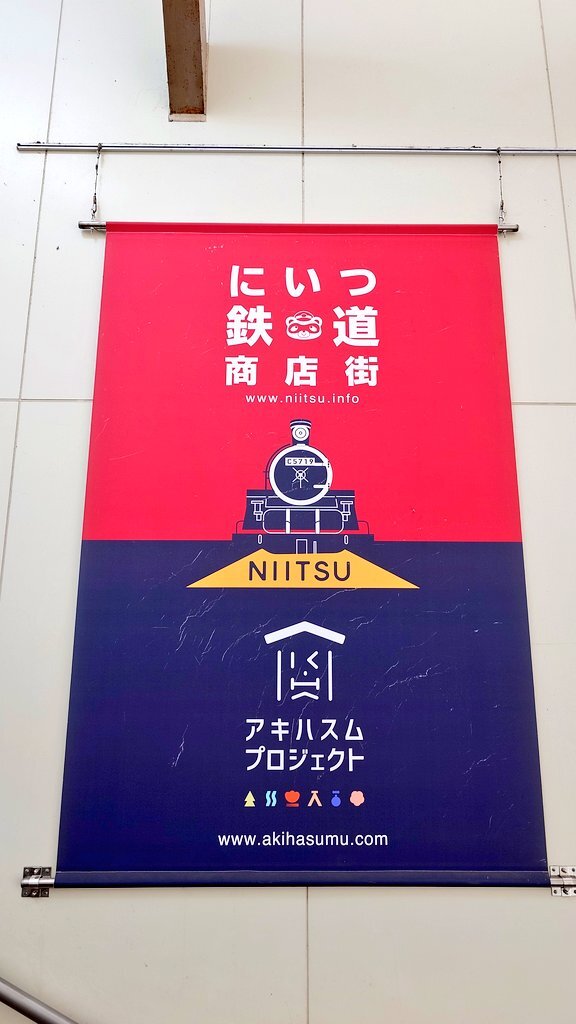 にいつ
鉄道
商店街
www.niitsu.info
C5719
NIITSU
アキハスム
プロジェクト
www.akihasumu.com